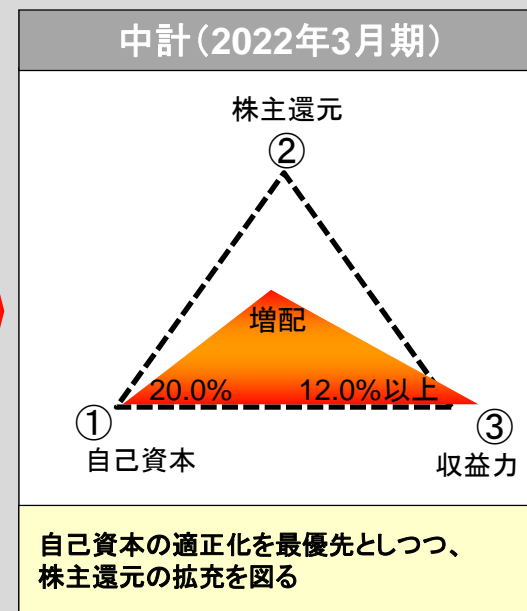 中計（2022年3月期）
株主還元
②
増配
20.0%
12.0%以上
①
自己資本
③
収益力
自己資本の適正化を最優先としつつ、
株主還元の拡充を図る